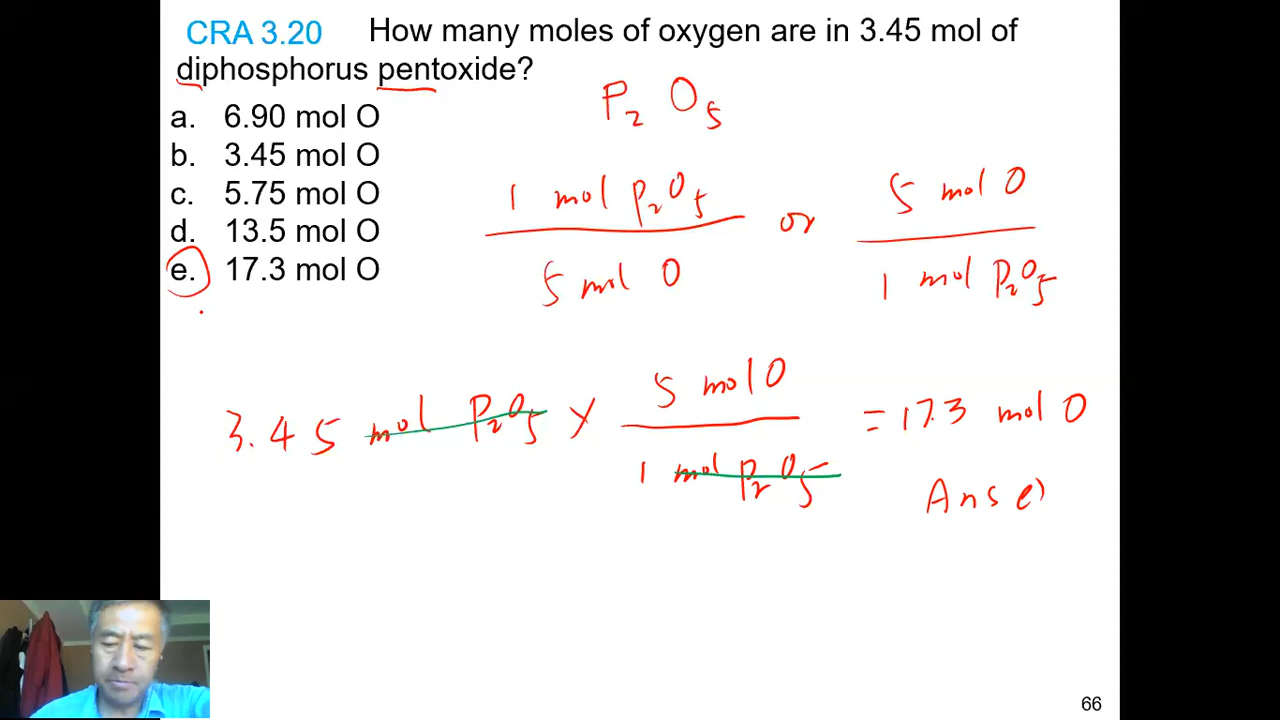 CRA 3.20 How many moles of oxygen are in 3.45 mol of
diphosphorus pentoxide?
P₂ O₅
a. 6.90 mol O
b. 3.45 mol O
c. 5.75 mol O
d. 13.5 mol O
e. 17.3 mol O
1 mol P₂O₅ or 5 mol O
5 mol O 1 mol P₂O₅
3.45 mol P₂O₅ × 5 mol O = 17.3 mol O
1 mol P₂O₅
Ans e)
66